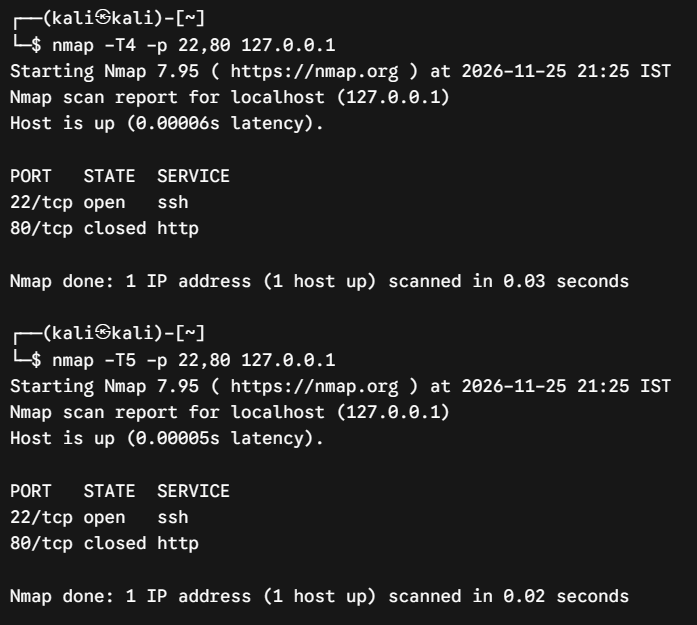 ┌──(kali㉿kali)-[~]
└─$ nmap -T4 -p 22,80 127.0.0.1
Starting Nmap 7.95 ( https://nmap.org ) at 2026-11-25 21:25 IST
Nmap scan report for localhost (127.0.0.1)
Host is up (0.00006s latency).
PORT   STATE  SERVICE
22/tcp open   ssh
80/tcp closed http
Nmap done: 1 IP address (1 host up) scanned in 0.03 seconds
┌──(kali㉿kali)-[~]
└─$ nmap -T5 -p 22,80 127.0.0.1
Starting Nmap 7.95 ( https://nmap.org ) at 2026-11-25 21:25 IST
Nmap scan report for localhost (127.0.0.1)
Host is up (0.00005s latency).
PORT   STATE  SERVICE
22/tcp open   ssh
80/tcp closed http
Nmap done: 1 IP address (1 host up) scanned in 0.02 seconds